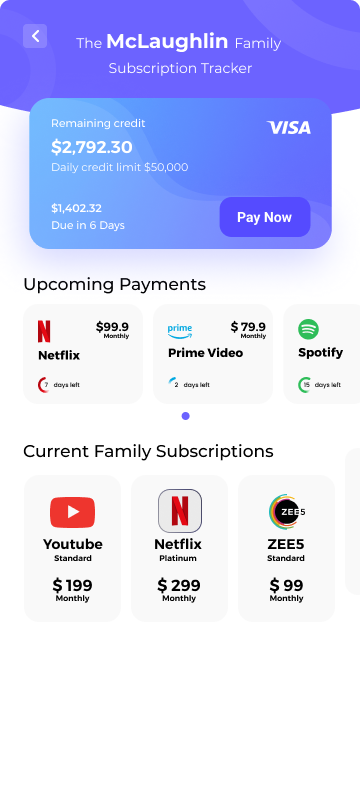 The McLaughlin Family
Subscription Tracker
Remaining credit
VISA
$2,792.30
Daily credit limit $50,000
$1,402.32
Due in 6 Days
Pay Now
Upcoming Payments
$99.9
Monthly
Netflix
7 days left
prime
$ 79.9
Monthly
Prime Video
2 days left
Spotify
15 days left
Current Family Subscriptions
Youtube
Standard
$ 199
Monthly
N
Netflix
Platinum
$ 299
Monthly
ZEE5
ZEE5
Standard
$ 99
Monthly